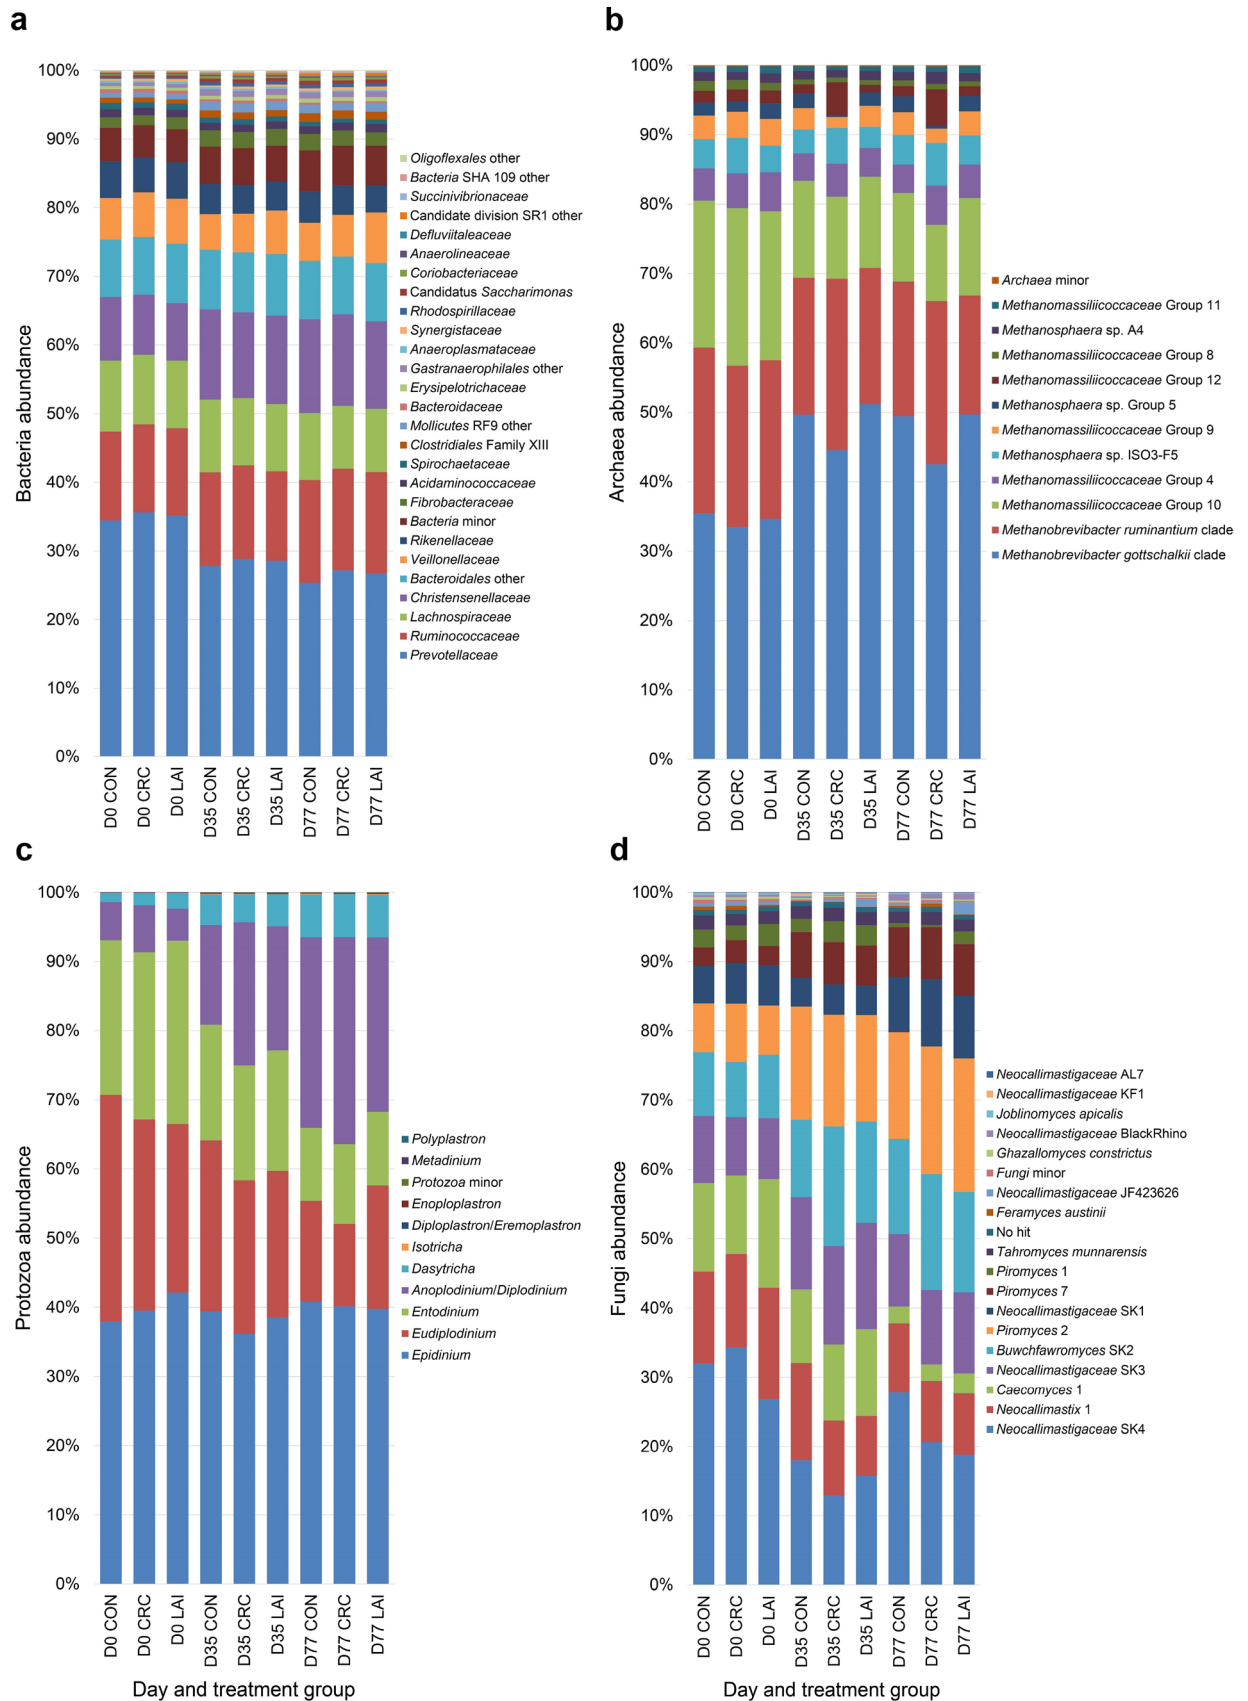 a
Bacteria abundance
100%
90%
80%
70%
60%
50%
40%
30%
20%
10%
0%
D0 CON
D0 CRC
D0 LAI
D35 CON
D35 CRC
D35 LAI
D77 CON
D77 CRC
D77 LAI
Oligoflexales other
Bacteria SHA 109 other
Succinivibrionaceae
Candidate division SR1 other
Defluviitaleaceae
Anaerolineaceae
Coriobacteriaceae
Candidatus Saccharimonas
Rhodospirillaceae
Synergistaceae
Anaeroplasmataceae
Gastranaerophilales other
Erysipelotrichaceae
Bacteroidaceae
Mollicutes RF9 other
Clostridiales Family XIII
Spirochaetaceae
Acidaminococcaceae
Fibrobacteraceae
Bacteria minor
Rikenellaceae
Veillonellaceae
Bacteroidales other
Christensenellaceae
Lachnospiraceae
Ruminococcaceae
Prevotellaceae
b
Archaea abundance
100%
90%
80%
70%
60%
50%
40%
30%
20%
10%
0%
D0 CON
D0 CRC
D0 LAI
D35 CON
D35 CRC
D35 LAI
D77 CON
D77 CRC
D77 LAI
Archaea minor
Methanomassiliicoccaceae Group 11
Methanosphaera sp. A4
Methanomassiliicoccaceae Group 8
Methanomassiliicoccaceae Group 12
Methanosphaera sp. Group 5
Methanomassiliicoccaceae Group 9
Methanosphaera sp. ISO3-F5
Methanomassiliicoccaceae Group 4
Methanomassiliicoccaceae Group 10
Methanobrevibacter ruminantium clade
Methanobrevibacter gottschalkii clade
c
Protozoa abundance
100%
90%
80%
70%
60%
50%
40%
30%
20%
10%
0%
D0 CON
D0 CRC
D0 LAI
D35 CON
D35 CRC
D35 LAI
D77 CON
D77 CRC
D77 LAI
Day and treatment group
Polyplastron
Metadinium
Protozoa minor
Enoploplastron
Diploplastron/Eremoplastron
Isotricha
Dasytricha
Anoplodinium/Diplodinium
Entodinium
Eudiplodinium
Epidinium
d
Fungi abundance
100%
90%
80%
70%
60%
50%
40%
30%
20%
10%
0%
D0 CON
D0 CRC
D0 LAI
D35 CON
D35 CRC
D35 LAI
D77 CON
D77 CRC
D77 LAI
Day and treatment group
Neocallimastigaceae AL7
Neocallimastigaceae KF1
Joblinomyces apicalis
Neocallimastigaceae BlackRhino
Ghazallomyces constrictus
Fungi minor
Neocallimastigaceae JF423626
Feramyces austinii
No hit
Tahromyces munnarensis
Piromyces 1
Piromyces 7
Neocallimastigaceae SK1
Piromyces 2
Buwchfawromyces SK2
Neocallimastigaceae SK3
Caecomyces 1
Neocallimastix 1
Neocallimastigaceae SK4